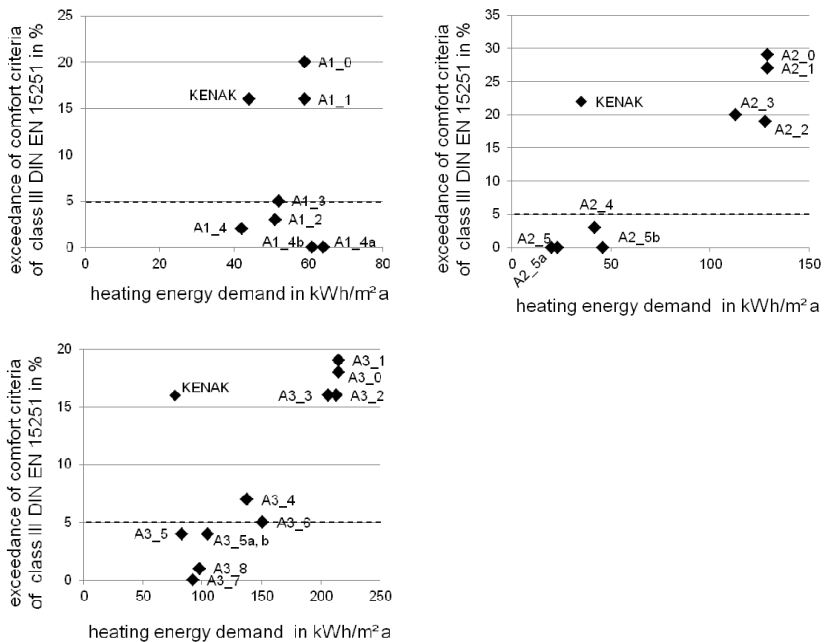 exceedance of comfort criteria
of class III DIN EN 15251 in %
25
20
15
10
5
0
A1_0
KENAK
A1_1
A1_3
A1_2
A1_4
A1_4b
A1_4a
0
20
40
60
80
heating energy demand in kWh/m²a
exceedance of comfort criteria
of class III DIN EN 15251 in %
35
30
25
20
15
10
5
0
A2_0
A2_1
KENAK
A2_3
A2_2
A2_4
A2_5
A2_5b
A2_5a
0
50
100
150
heating energy demand in kWh/m²a
exceedance of comfort criteria
of class III DIN EN 15251 in %
20
15
10
5
0
A3_1
A3_0
KENAK
A3_3
A3_2
A3_4
A3_6
A3_5
A3_5a, b
A3_8
A3_7
0
50
100
150
200
250
heating energy demand in kWh/m²a